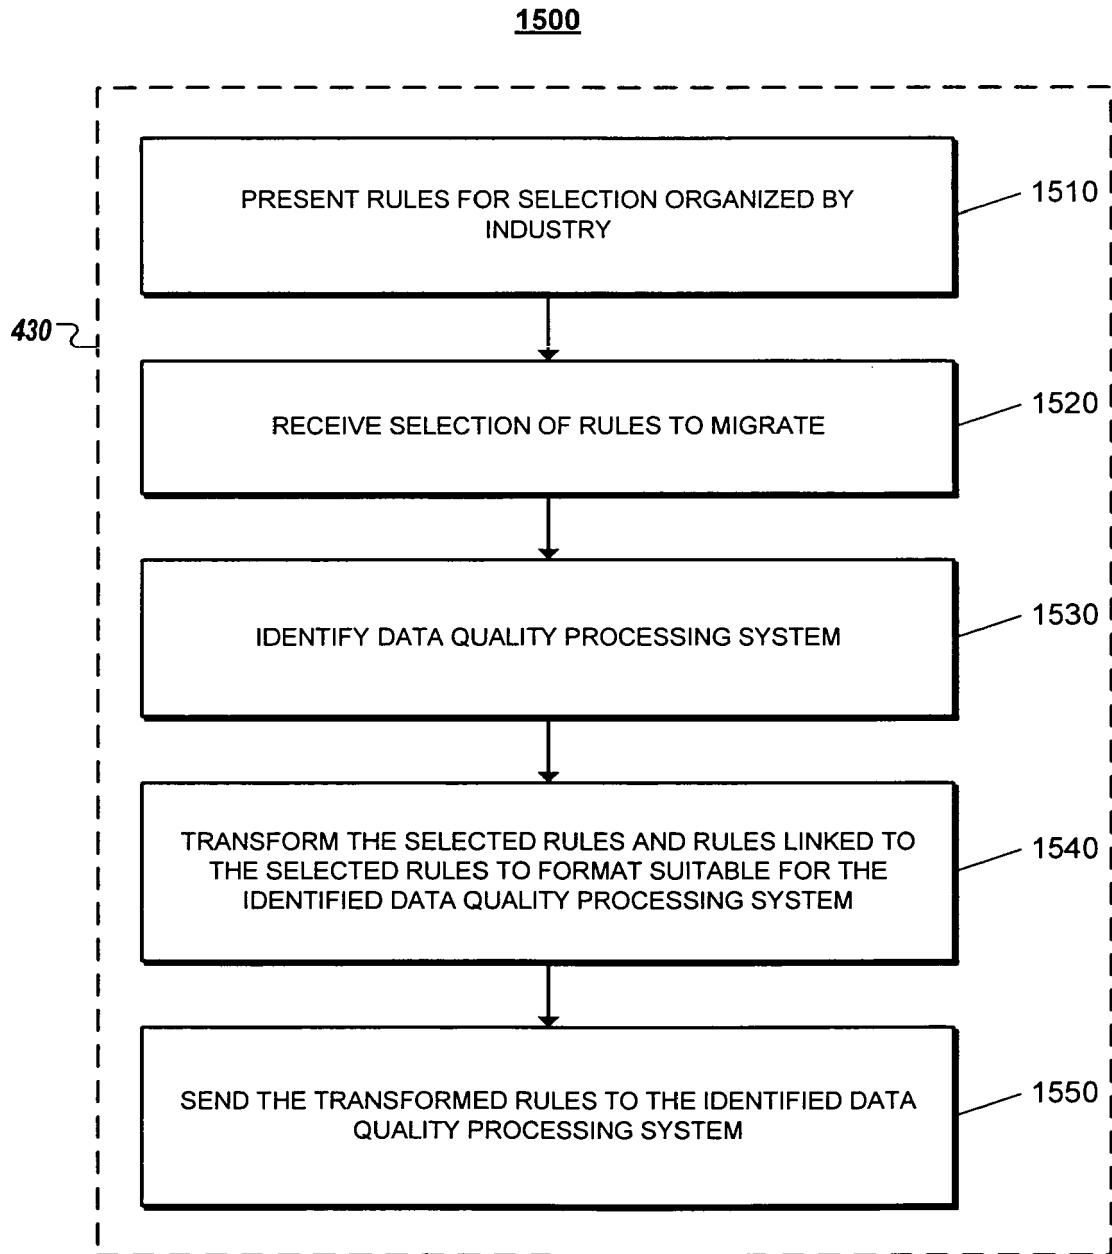 1500
PRESENT RULES FOR SELECTION ORGANIZED BY
INDUSTRY
1510
430
RECEIVE SELECTION OF RULES TO MIGRATE
1520
IDENTIFY DATA QUALITY PROCESSING SYSTEM
1530
TRANSFORM THE SELECTED RULES AND RULES LINKED TO
THE SELECTED RULES TO FORMAT SUITABLE FOR THE
IDENTIFIED DATA QUALITY PROCESSING SYSTEM
1540
SEND THE TRANSFORMED RULES TO THE IDENTIFIED DATA
QUALITY PROCESSING SYSTEM
1550